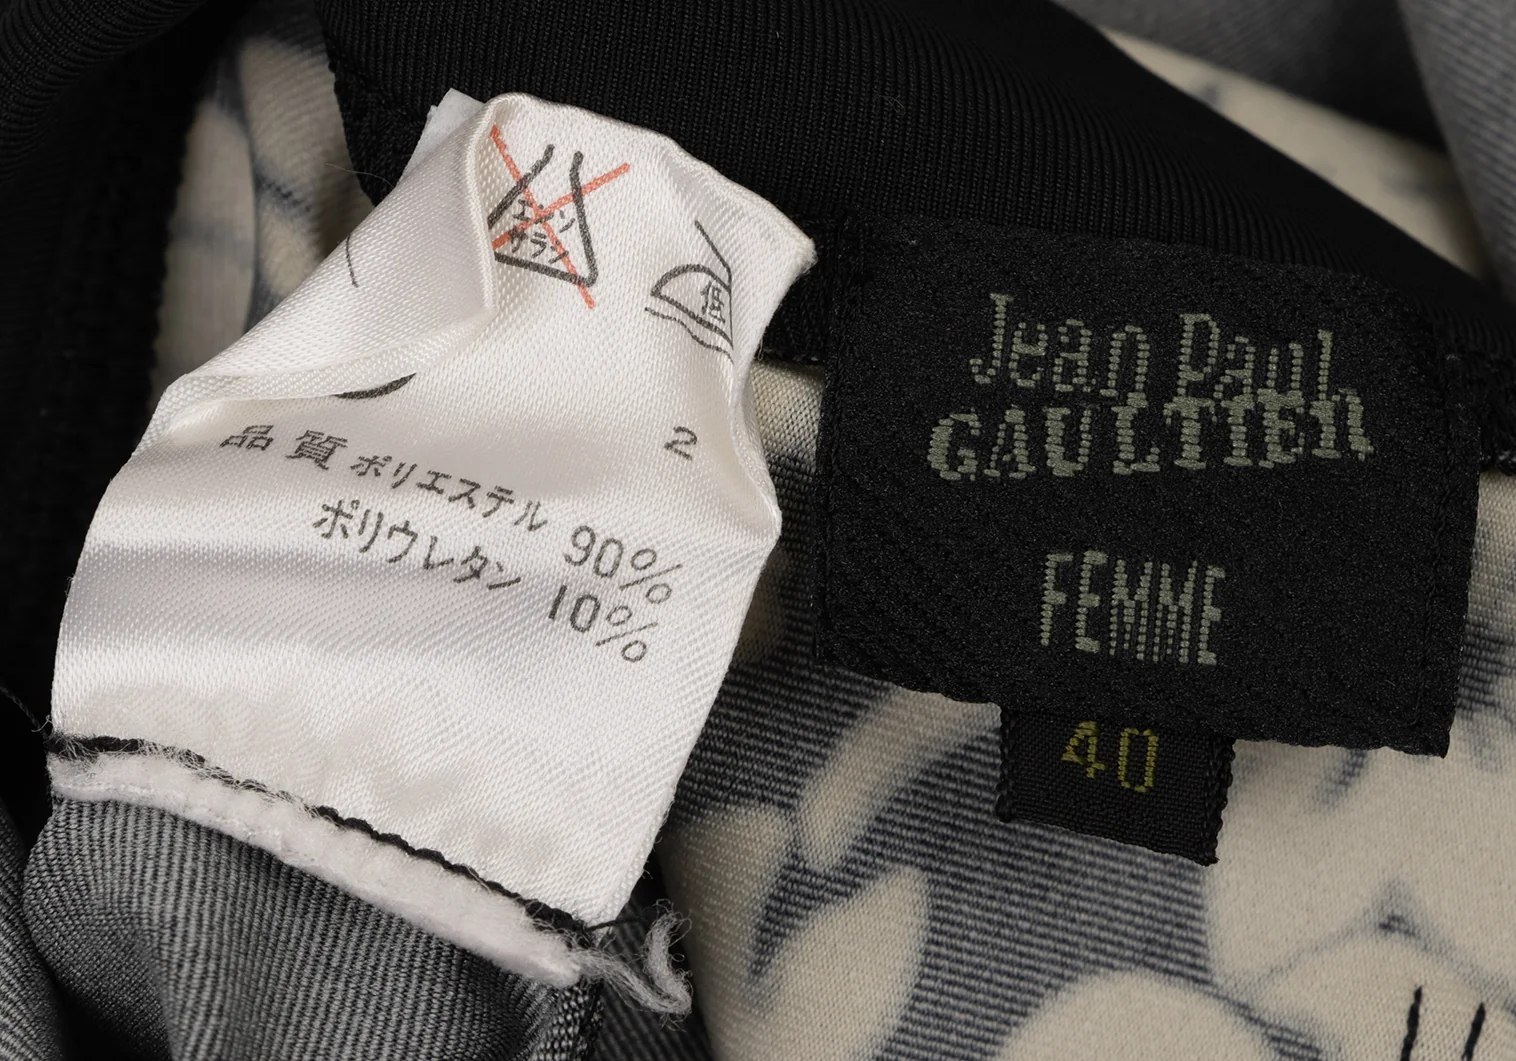 エンソ
サラシ
低
2
品質 ポリエステル 90%
ポリウレタン 10%
Jean Paul
GAULTIER
FEMME
40